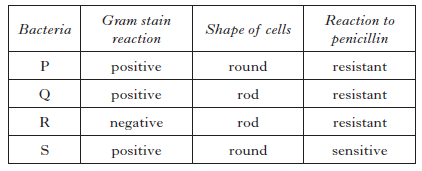 Bacteria Gram stain reaction Shape of cells Reaction to penicillin
P positive round resistant
Q positive rod resistant
R negative rod resistant
S positive round sensitive